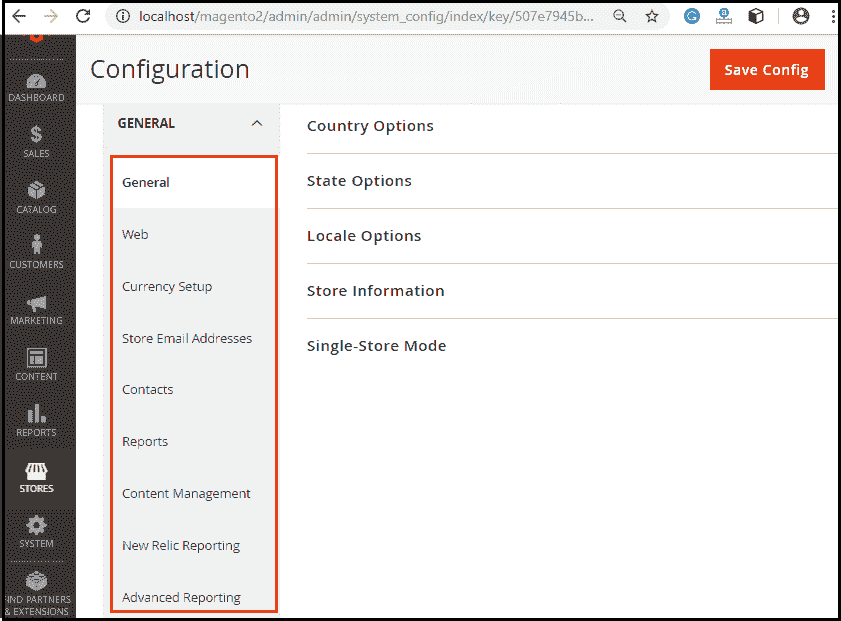 localhost/magento2/admin/admin/system_config/index/key/507e7945b...
DASHBOARD
SALES
CATALOG
CUSTOMERS
MARKETING
CONTENT
REPORTS
STORES
SYSTEM
IND PARTNERS
& EXTENSIONS
Configuration
Save Config
GENERAL
General
Web
Currency Setup
Store Email Addresses
Contacts
Reports
Content Management
New Relic Reporting
Advanced Reporting
Country Options
State Options
Locale Options
Store Information
Single-Store Mode